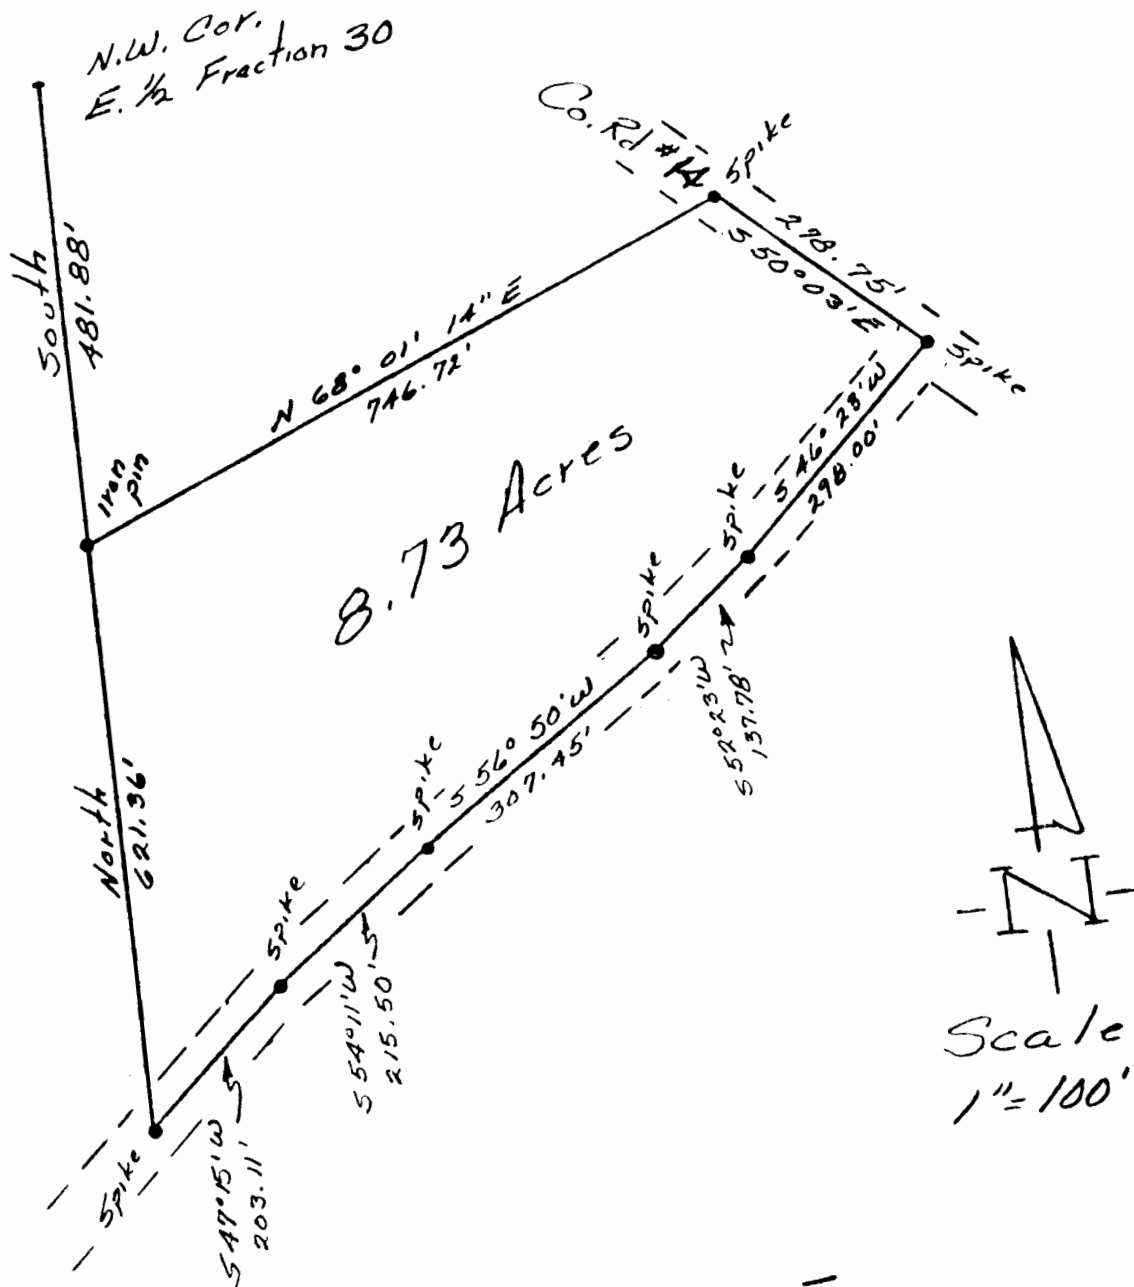 N.W. Cor.
E. ½ Fraction 30
Co. Rd #14
Spike
278.75'
S 50° 03' E
Spike
South
481.88'
N 68° 01' 14" E
746.72'
Iron
pin
8.73 Acres
S 46° 28' W
298.00'
Spike
Spike
S 52° 23' W
137.78'
S 56° 50' W
307.45'
Spike
North
621.36'
Spike
S 54° 11' W
215.50'
Spike
S 47° 15' W
203.11'
N
Scale
1"=100'